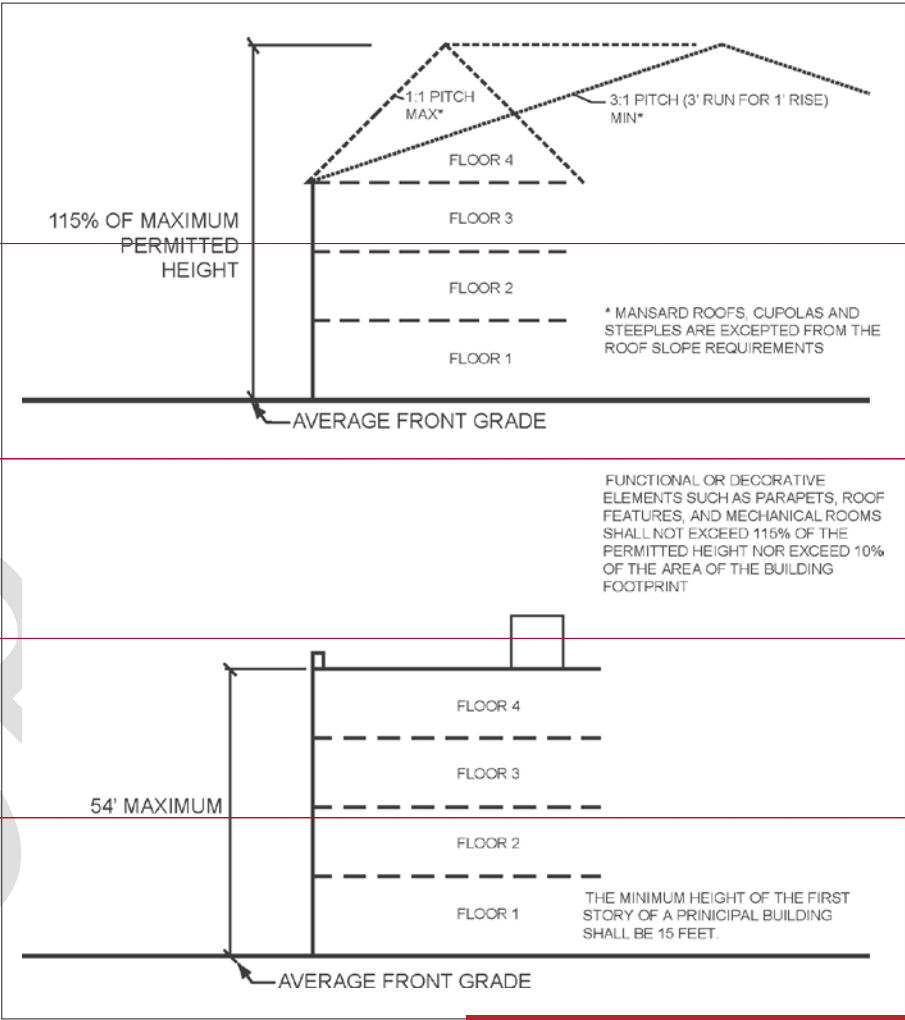 1:1 PITCH
MAX*
3:1 PITCH (3' RUN FOR 1' RISE)
MIN*
FLOOR 4
115% OF MAXIMUM
PERMITTED
HEIGHT
FLOOR 3
FLOOR 2
* MANSARD ROOFS, CUPOLAS AND
STEEPLES ARE EXCEPTED FROM THE
ROOF SLOPE REQUIREMENTS
FLOOR 1
AVERAGE FRONT GRADE
FUNCTIONAL OR DECORATIVE
ELEMENTS SUCH AS PARAPETS, ROOF
FEATURES, AND MECHANICAL ROOMS
SHALL NOT EXCEED 115% OF THE
PERMITTED HEIGHT NOR EXCEED 10%
OF THE AREA OF THE BUILDING
FOOTPRINT
FLOOR 4
FLOOR 3
54' MAXIMUM
FLOOR 2
FLOOR 1
THE MINIMUM HEIGHT OF THE FIRST
STORY OF A PRINICIPAL BUILDING
SHALL BE 15 FEET.
AVERAGE FRONT GRADE